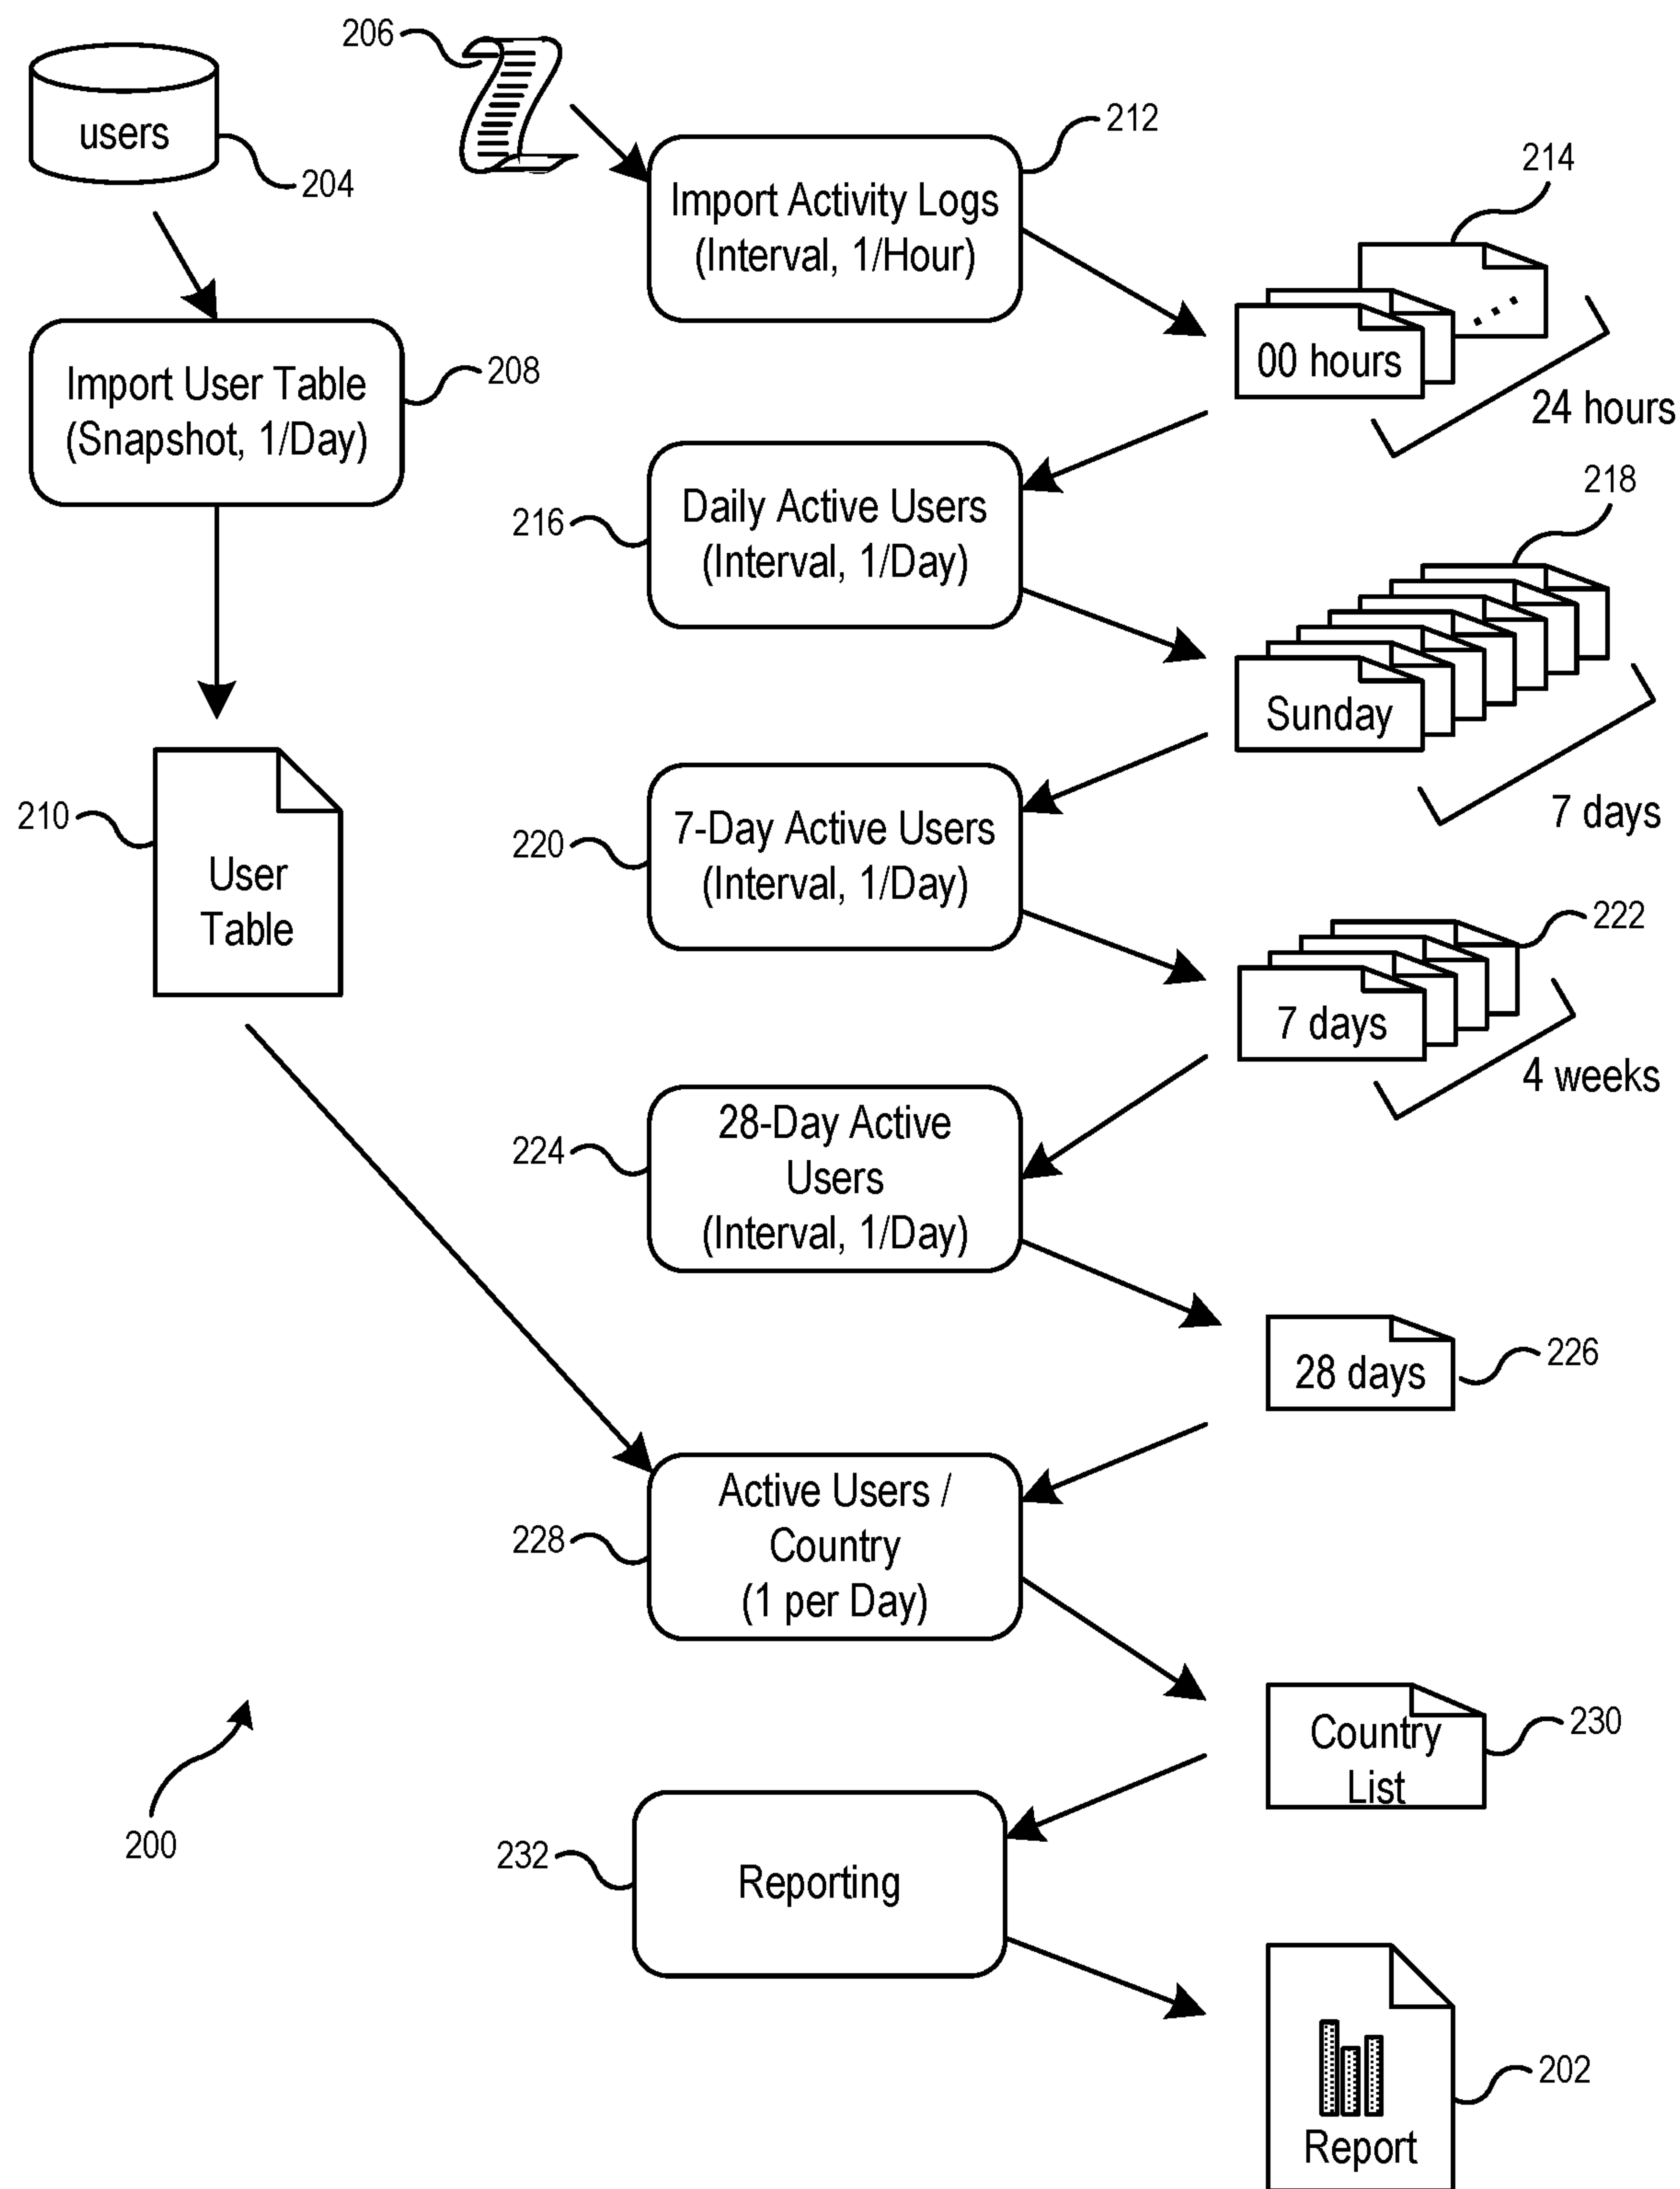 206
users
204
212
Import Activity Logs
(Interval, 1/Hour)
214
00 hours
24 hours
Import User Table
(Snapshot, 1/Day)
208
216
Daily Active Users
(Interval, 1/Day)
218
Sunday
7 days
210
User
Table
220
7-Day Active Users
(Interval, 1/Day)
222
7 days
4 weeks
224
28-Day Active
Users
(Interval, 1/Day)
28 days
226
228
Active Users /
Country
(1 per Day)
Country
List
230
200
232
Reporting
202
Report